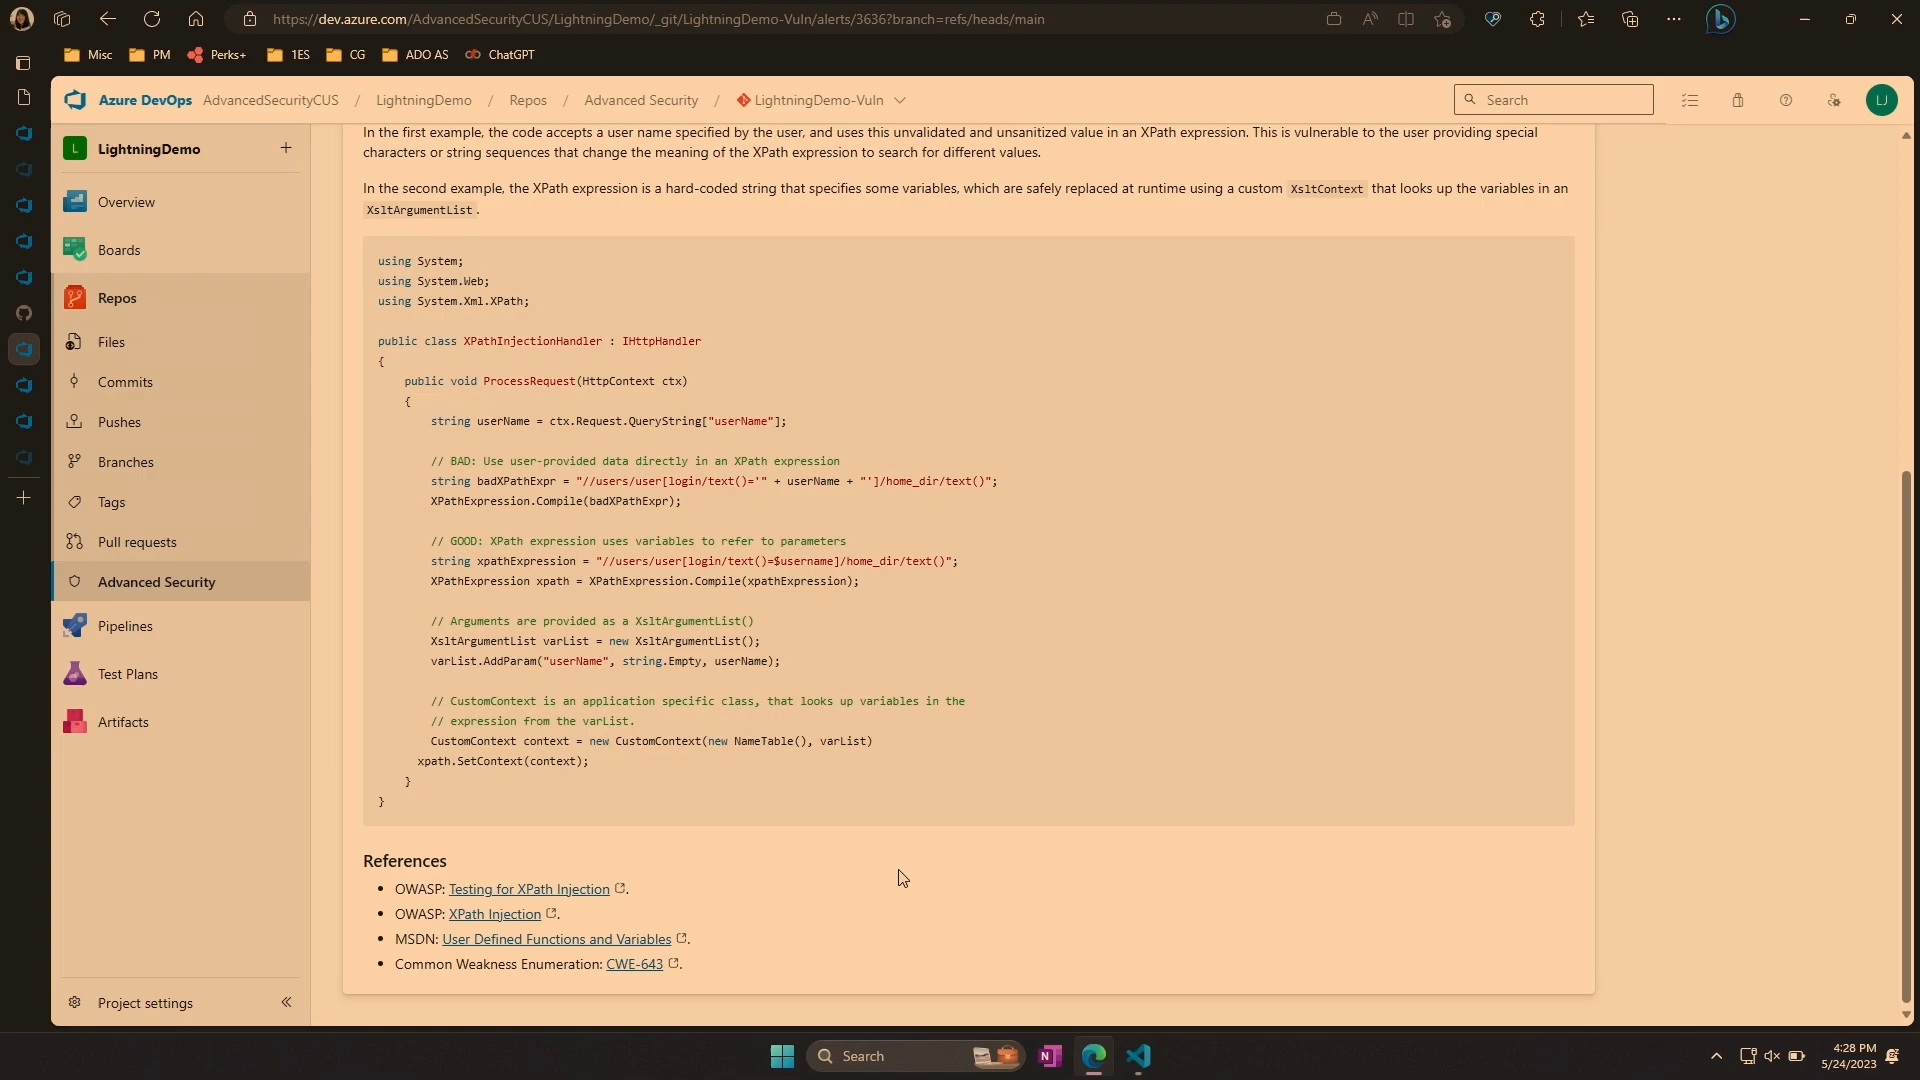 https://dev.azure.com/AdvancedSecurityCUS/LightningDemo/_git/LightningDemo-Vuln/alerts/3636?branch=refs/heads/main
Misc PM Perks+ 1ES CG ADO AS ChatGPT
Azure DevOps AdvancedSecurityCUS / LightningDemo / Repos / Advanced Security / LightningDemo-Vuln
Search
LJ
L LightningDemo +
Overview
Boards
Repos
Files
Commits
Pushes
Branches
Tags
Pull requests
Advanced Security
Pipelines
Test Plans
Artifacts
Project settings
In the first example, the code accepts a user name specified by the user, and uses this unvalidated and unsanitized value in an XPath expression. This is vulnerable to the user providing special
characters or string sequences that change the meaning of the XPath expression to search for different values.
In the second example, the XPath expression is a hard-coded string that specifies some variables, which are safely replaced at runtime using a custom XsltContext that looks up the variables in an
XsltArgumentList .
using System;
using System.Web;
using System.Xml.XPath;
public class XPathInjectionHandler : IHttpHandler
{
public void ProcessRequest(HttpContext ctx)
{
string userName = ctx.Request.QueryString["userName"];
// BAD: Use user-provided data directly in an XPath expression
string badXPathExpr = "//users/user[login/text()='" + userName + "']/home_dir/text()";
XPathExpression.Compile(badXPathExpr);
// GOOD: XPath expression uses variables to refer to parameters
string xpathExpression = "//users/user[login/text()=$username]/home_dir/text()";
XPathExpression xpath = XPathExpression.Compile(xpathExpression);
// Arguments are provided as a XsltArgumentList()
XsltArgumentList varList = new XsltArgumentList();
varList.AddParam("userName", string.Empty, userName);
// CustomContext is an application specific class, that looks up variables in the
// expression from the varList.
CustomContext context = new CustomContext(new NameTable(), varList)
xpath.SetContext(context);
}
}
References
• OWASP: Testing for XPath Injection.
• OWASP: XPath Injection.
• MSDN: User Defined Functions and Variables.
• Common Weakness Enumeration: CWE-643.
Search
4:28 PM
5/24/2023